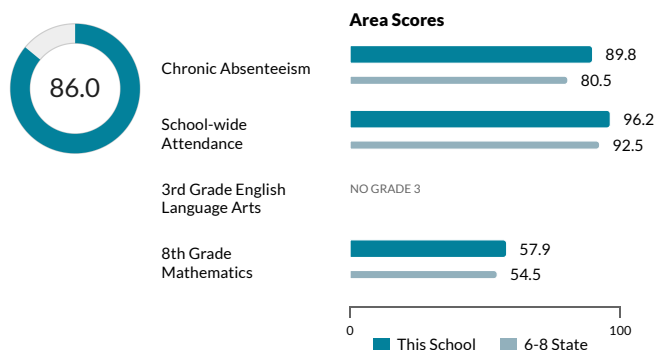 Area Scores
86.0
Chronic Absenteeism
89.8
80.5
School-wide
Attendance
96.2
92.5
3rd Grade English
Language Arts
NO GRADE 3
8th Grade
Mathematics
57.9
54.5
0
100
This School
6-8 State